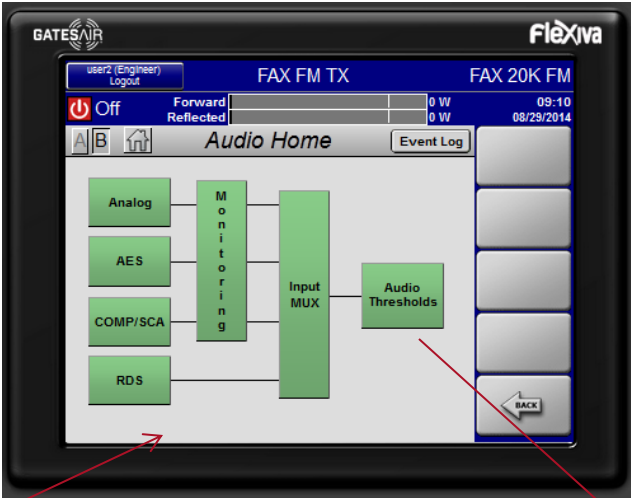 GATESAIR
Flexiva
user2 (Engineer)
Logout
FAX FM TX
FAX 20K FM
Off
Forward
0 W
Reflected
0 W
09:10
08/29/2014
A B
Audio Home
Event Log
Analog
AES
COMP/SCA
RDS
Monitoring
Input
MUX
Audio
Thresholds
BACK